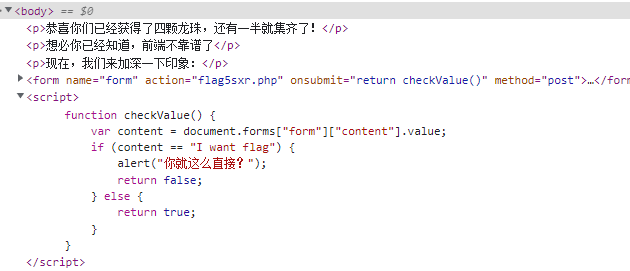 ▼<body> == $0
<p>恭喜你们已经获得了四颗龙珠，还有一半就集齐了！</p>
<p>想必你已经知道，前端不靠谱了</p>
<p>现在，我们来加深一下印象：</p>
▶<form name="form" action="flag5sxr.php" onsubmit="return checkValue()" method="post">…</form
▼<script>
function checkValue() {
var content = document.forms["form"]["content"].value;
if (content == "I want flag") {
alert("你就这么直接？");
return false;
} else {
return true;
}
}
</script>